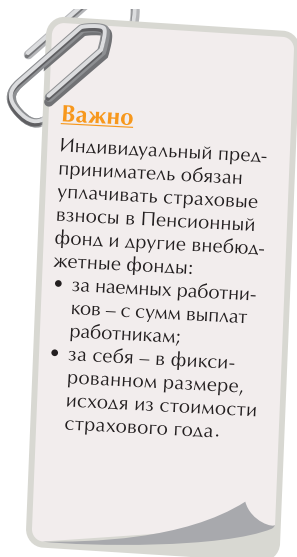 Важно
Индивидуальный пред-
приниматель обязан
уплачивать страховые
взносы в Пенсионный
фонд и другие внебюд-
жетные фонды:
• за наемных работни-
ков – с сумм выплат
работникам;
• за себя – в фикси-
рованном размере,
исходя из стоимости
страхового года.